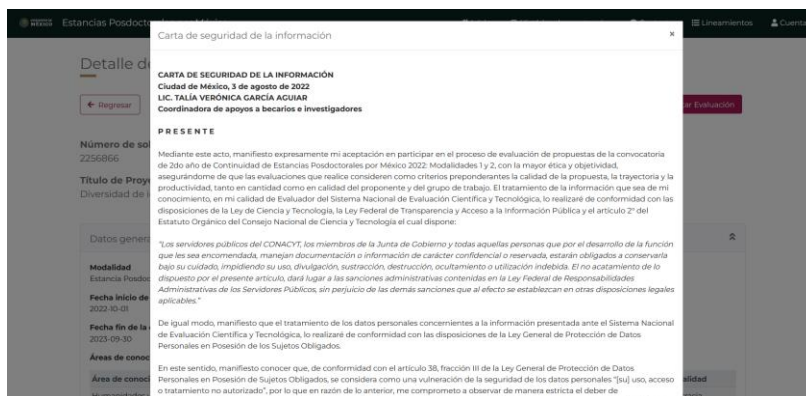 Estancias Posdocto
Lineamientos
Cuenta
Carta de seguridad de la información
×
Detalle d
Regresar
ar Evaluación
CARTA DE SEGURIDAD DE LA INFORMACIÓN
Ciudad de México, 3 de agosto de 2022
LIC. TALÍA VERÓNICA GARCÍA AGUIAR
Coordinadora de apoyos a becarios e investigadores
P R E S E N T E
Número de sol
2256866
Título de Proye
Diversidad de i
Mediante este acto, manifiesto expresamente mi aceptación en participar en el proceso de evaluación de propuestas de la convocatoria
de 2do año de Continuidad de Estancias Posdoctorales por México 2022: Modalidades 1 y 2, con la mayor ética y objetividad,
asegurándome de que las evaluaciones que realice consideren como criterios preponderantes la calidad de la propuesta, la trayectoria y la
productividad, tanto en cantidad como en calidad del proponente y del grupo de trabajo. El tratamiento de la información que sea de mi
conocimiento, en mi calidad de Evaluador del Sistema Nacional de Evaluación Científica y Tecnológica, lo realizaré de conformidad con las
disposiciones de la Ley de Ciencia y Tecnología, la Ley Federal de Transparencia y Acceso a la Información Pública y el artículo 2° del
Estatuto Orgánico del Consejo Nacional de Ciencia y Tecnología el cual dispone:
Datos genera
Modalidad
Estancia Posdoc
Fecha inicio de
2022-10-01
Fecha fin de la
2023-09-30
Áreas de conoc
Área de conoci
alidad
"Los servidores públicos del CONACYT, los miembros de la Junta de Gobierno y todas aquellas personas que por el desarrollo de la función
que les sea encomendada, manejan documentación o información de carácter confidencial o reservada, estarán obligados a conservarla
bajo su cuidado, impidiendo su uso, divulgación, sustracción, destrucción, ocultamiento o utilización indebida. El no acatamiento de lo
dispuesto por el presente artículo, dará lugar a las sanciones administrativas contenidas en la Ley Federal de Responsabilidades
Administrativas de los Servidores Públicos, sin perjuicio de las demás sanciones que al efecto se establezcan en otras disposiciones legales
aplicables."
De igual modo, manifiesto que el tratamiento de los datos personales concernientes a la información presentada ante el Sistema Nacional
de Evaluación Científica y Tecnológica, lo realizaré de conformidad con las disposiciones de la Ley General de Protección de Datos
Personales en Posesión de los Sujetos Obligados.
En este sentido, manifiesto conocer que, de conformidad con el artículo 38, fracción III de la Ley General de Protección de Datos
Personales en Posesión de Sujetos Obligados, se considera como una vulneración de la seguridad de los datos personales "[su] uso, acceso
o tratamiento no autorizado", por lo que en razón de lo anterior, me comprometo a observar de manera estricta el deber de